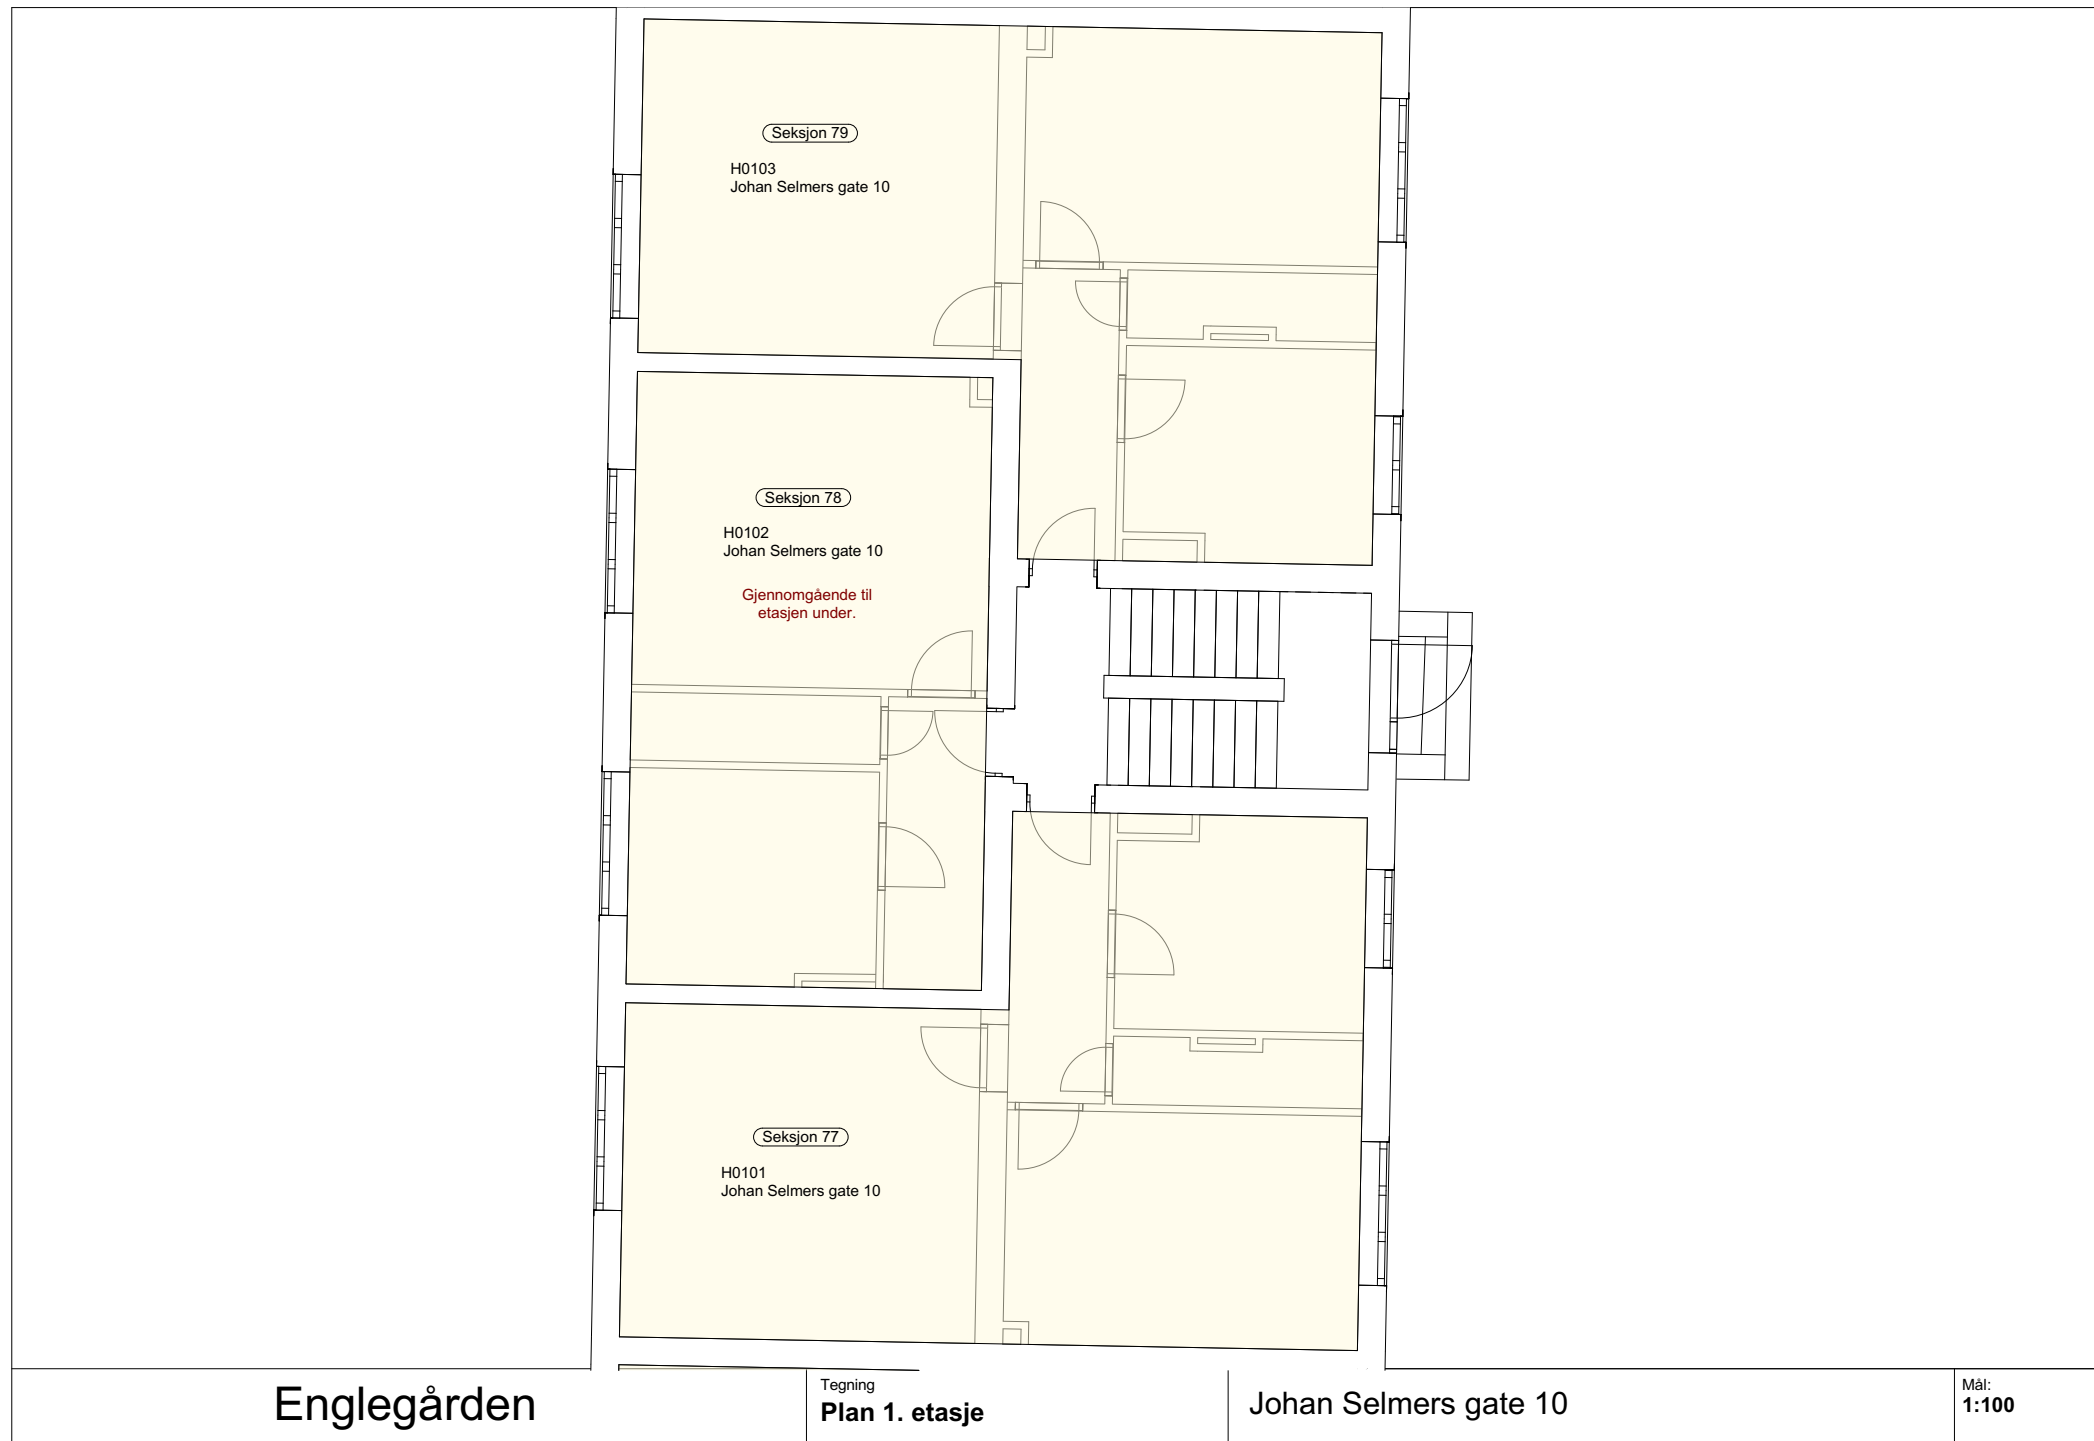 Seksjon 79
H0103
Johan Selmers gate 10
Seksjon 78
H0102
Johan Selmers gate 10
Gjennomgående til
etasjen under.
Seksjon 77
H0101
Johan Selmers gate 10
Englegården
Tegning
Plan 1. etasje
Johan Selmers gate 10
Mål:
1:100